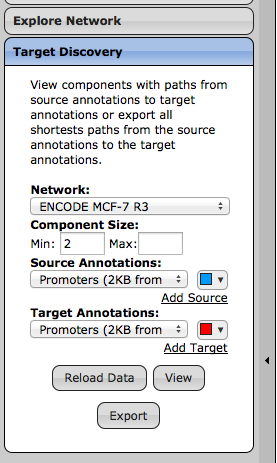 Explore Network
Target Discovery
View components with paths from
source annotations to target
annotations or export all
shortests paths from the source
annotations to the target
annotations.
Network:
ENCODE MCF-7 R3
Component Size:
Min: 2 Max:
Source Annotations:
Promoters (2KB from
Add Source
Target Annotations:
Promoters (2KB from
Add Target
Reload Data View
Export